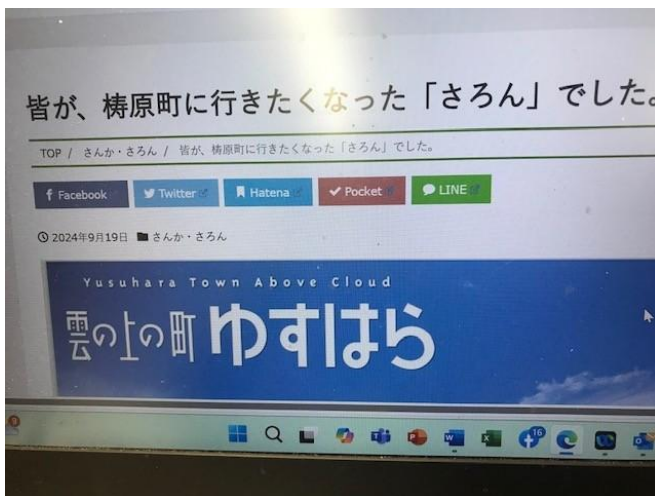 皆が、梼原町に行きたくなった「さろん」でした。
TOP / さんか・さろん / 皆が、梼原町に行きたくなった「さろん」でした。
Facebook Twitter Hatena Pocket LINE
2024年9月19日 さんか・さろん
Yusuhara Town Above Cloud
雲の上の町 ゆすはら
16